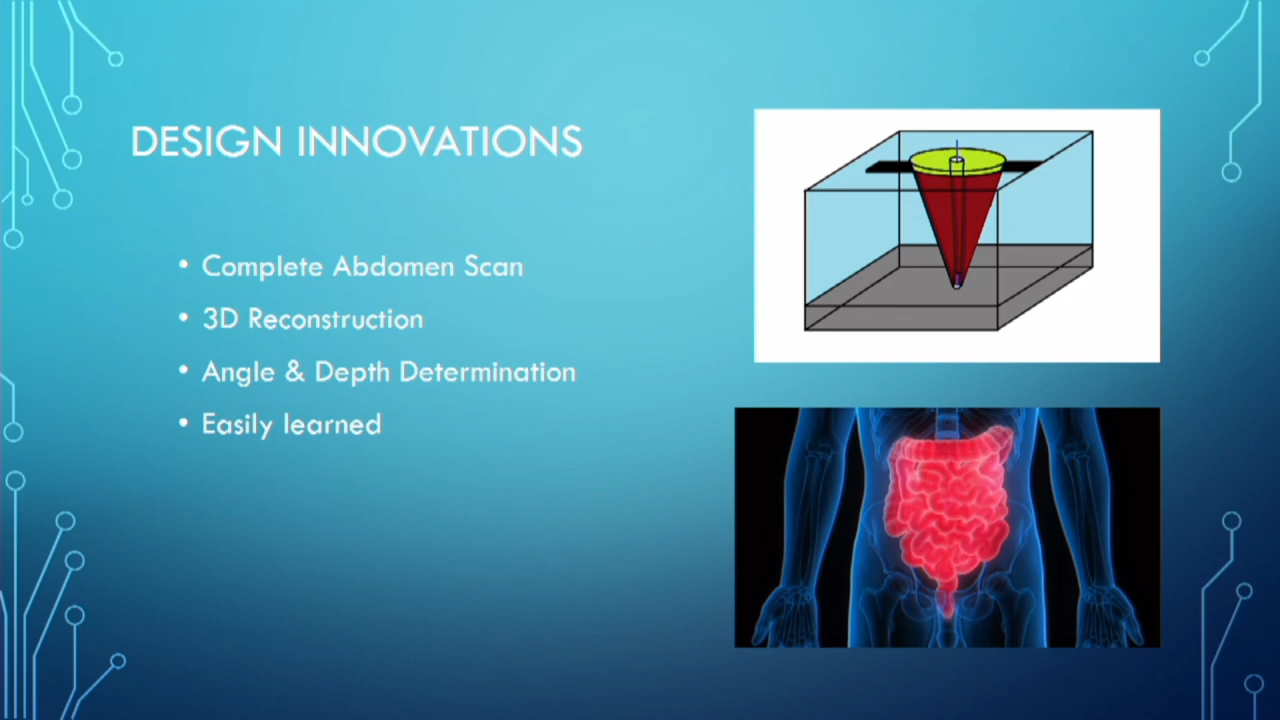 DESIGN INNOVATIONS
• Complete Abdomen Scan
• 3D Reconstruction
• Angle & Depth Determination
• Easily learned